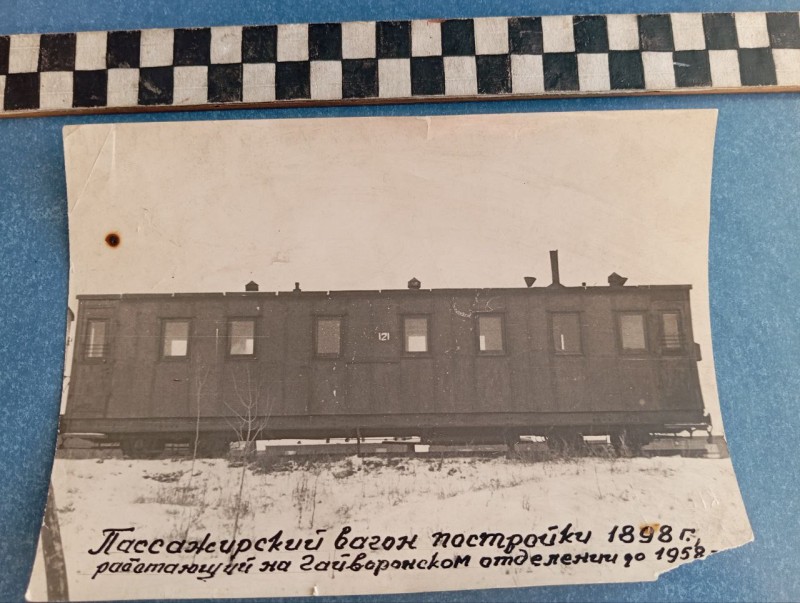 121
Пассажирский вагон постройки 1898 г.,
работающий на Гайворонском отделении до 1958